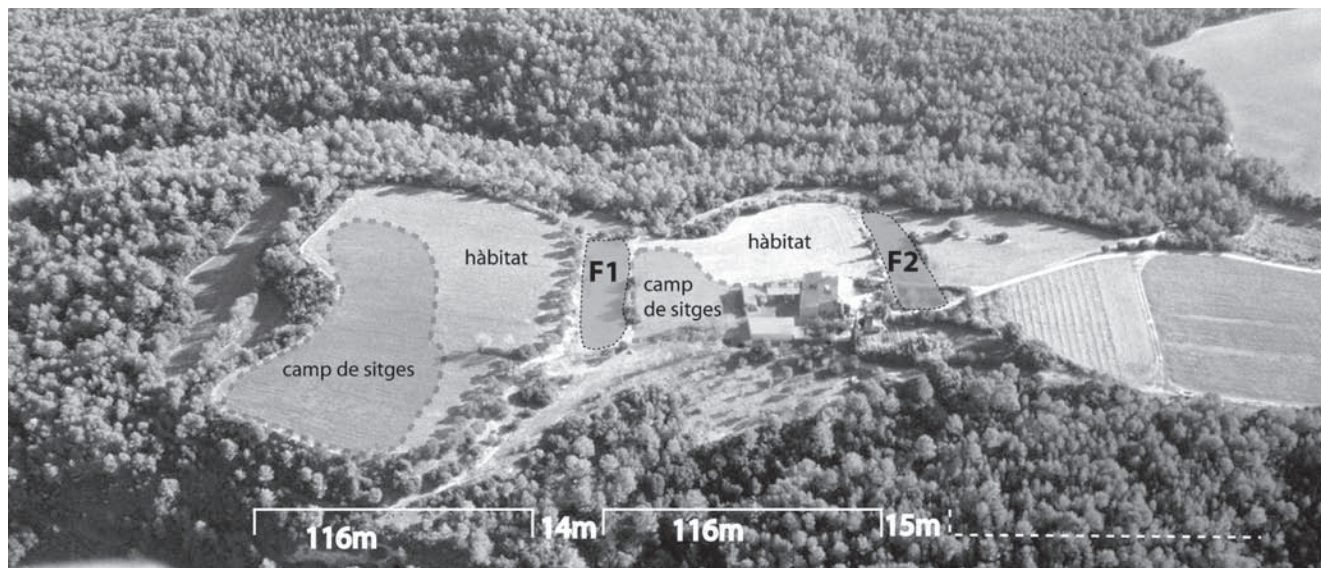 hàbitat
hàbitat
F1
F2
camp
de sitges
camp de sitges
116m
14m
116m
15m